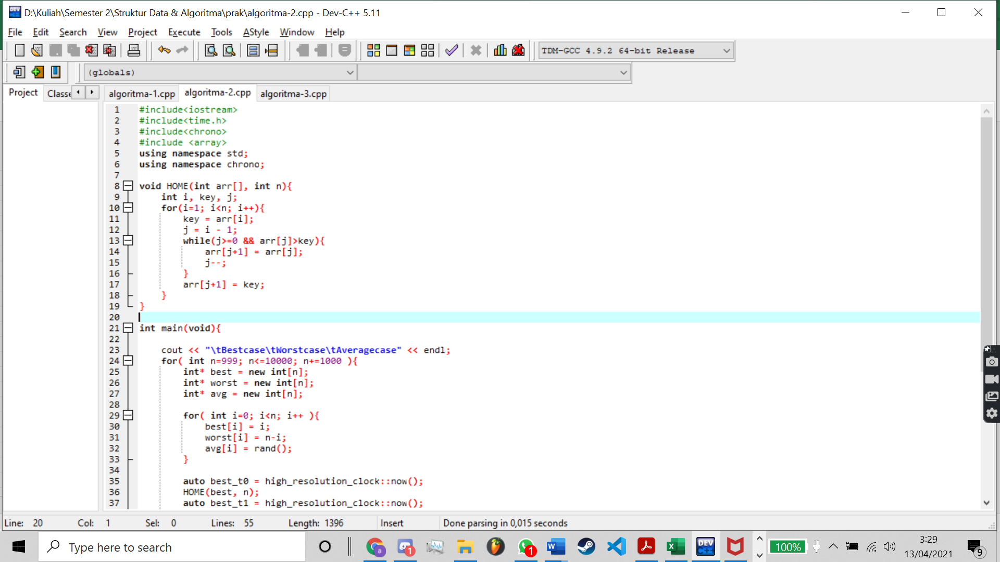 D:\Kuliah\Semester 2\Struktur Data & Algoritma\prak\algoritma-2.cpp - Dev-C++ 5.11
File Edit Search View Project Execute Tools AStyle Window Help
TDM-GCC 4.9.2 64-bit Release
(globals)
Project Classe algoritma-1.cpp algoritma-2.cpp algoritma-3.cpp
1 #include<iostream>
2 #include<time.h>
3 #include<chrono>
4 #include <array>
5 using namespace std;
6 using namespace chrono;
7
8 void HOME(int arr[], int n){
9 int i, key, j;
10 for(i=1; i<n; i++){
11 key = arr[i];
12 j = i - 1;
13 while(j>=0 && arr[j]>key){
14 arr[j+1] = arr[j];
15 j--;
16 }
17 arr[j+1] = key;
18 }
19 }
20
21 int main(void){
22
23 cout << "\tBestcase\tWorstcase\tAveragecase" << endl;
24 for( int n=999; n<=10000; n+=1000 ){
25 int* best = new int[n];
26 int* worst = new int[n];
27 int* avg = new int[n];
28
29 for( int i=0; i<n; i++ ){
30 best[i] = i;
31 worst[i] = n-i;
32 avg[i] = rand();
33 }
34
35 auto best_t0 = high_resolution_clock::now();
36 HOME(best, n);
37 auto best_t1 = high_resolution_clock::now();
Line: 20 Col: 1 Sel: 0 Lines: 55 Length: 1396 Insert Done parsing in 0,015 seconds
Type here to search
a 1 1 W X DEV C++ 100% 3:29
13/04/2021
9